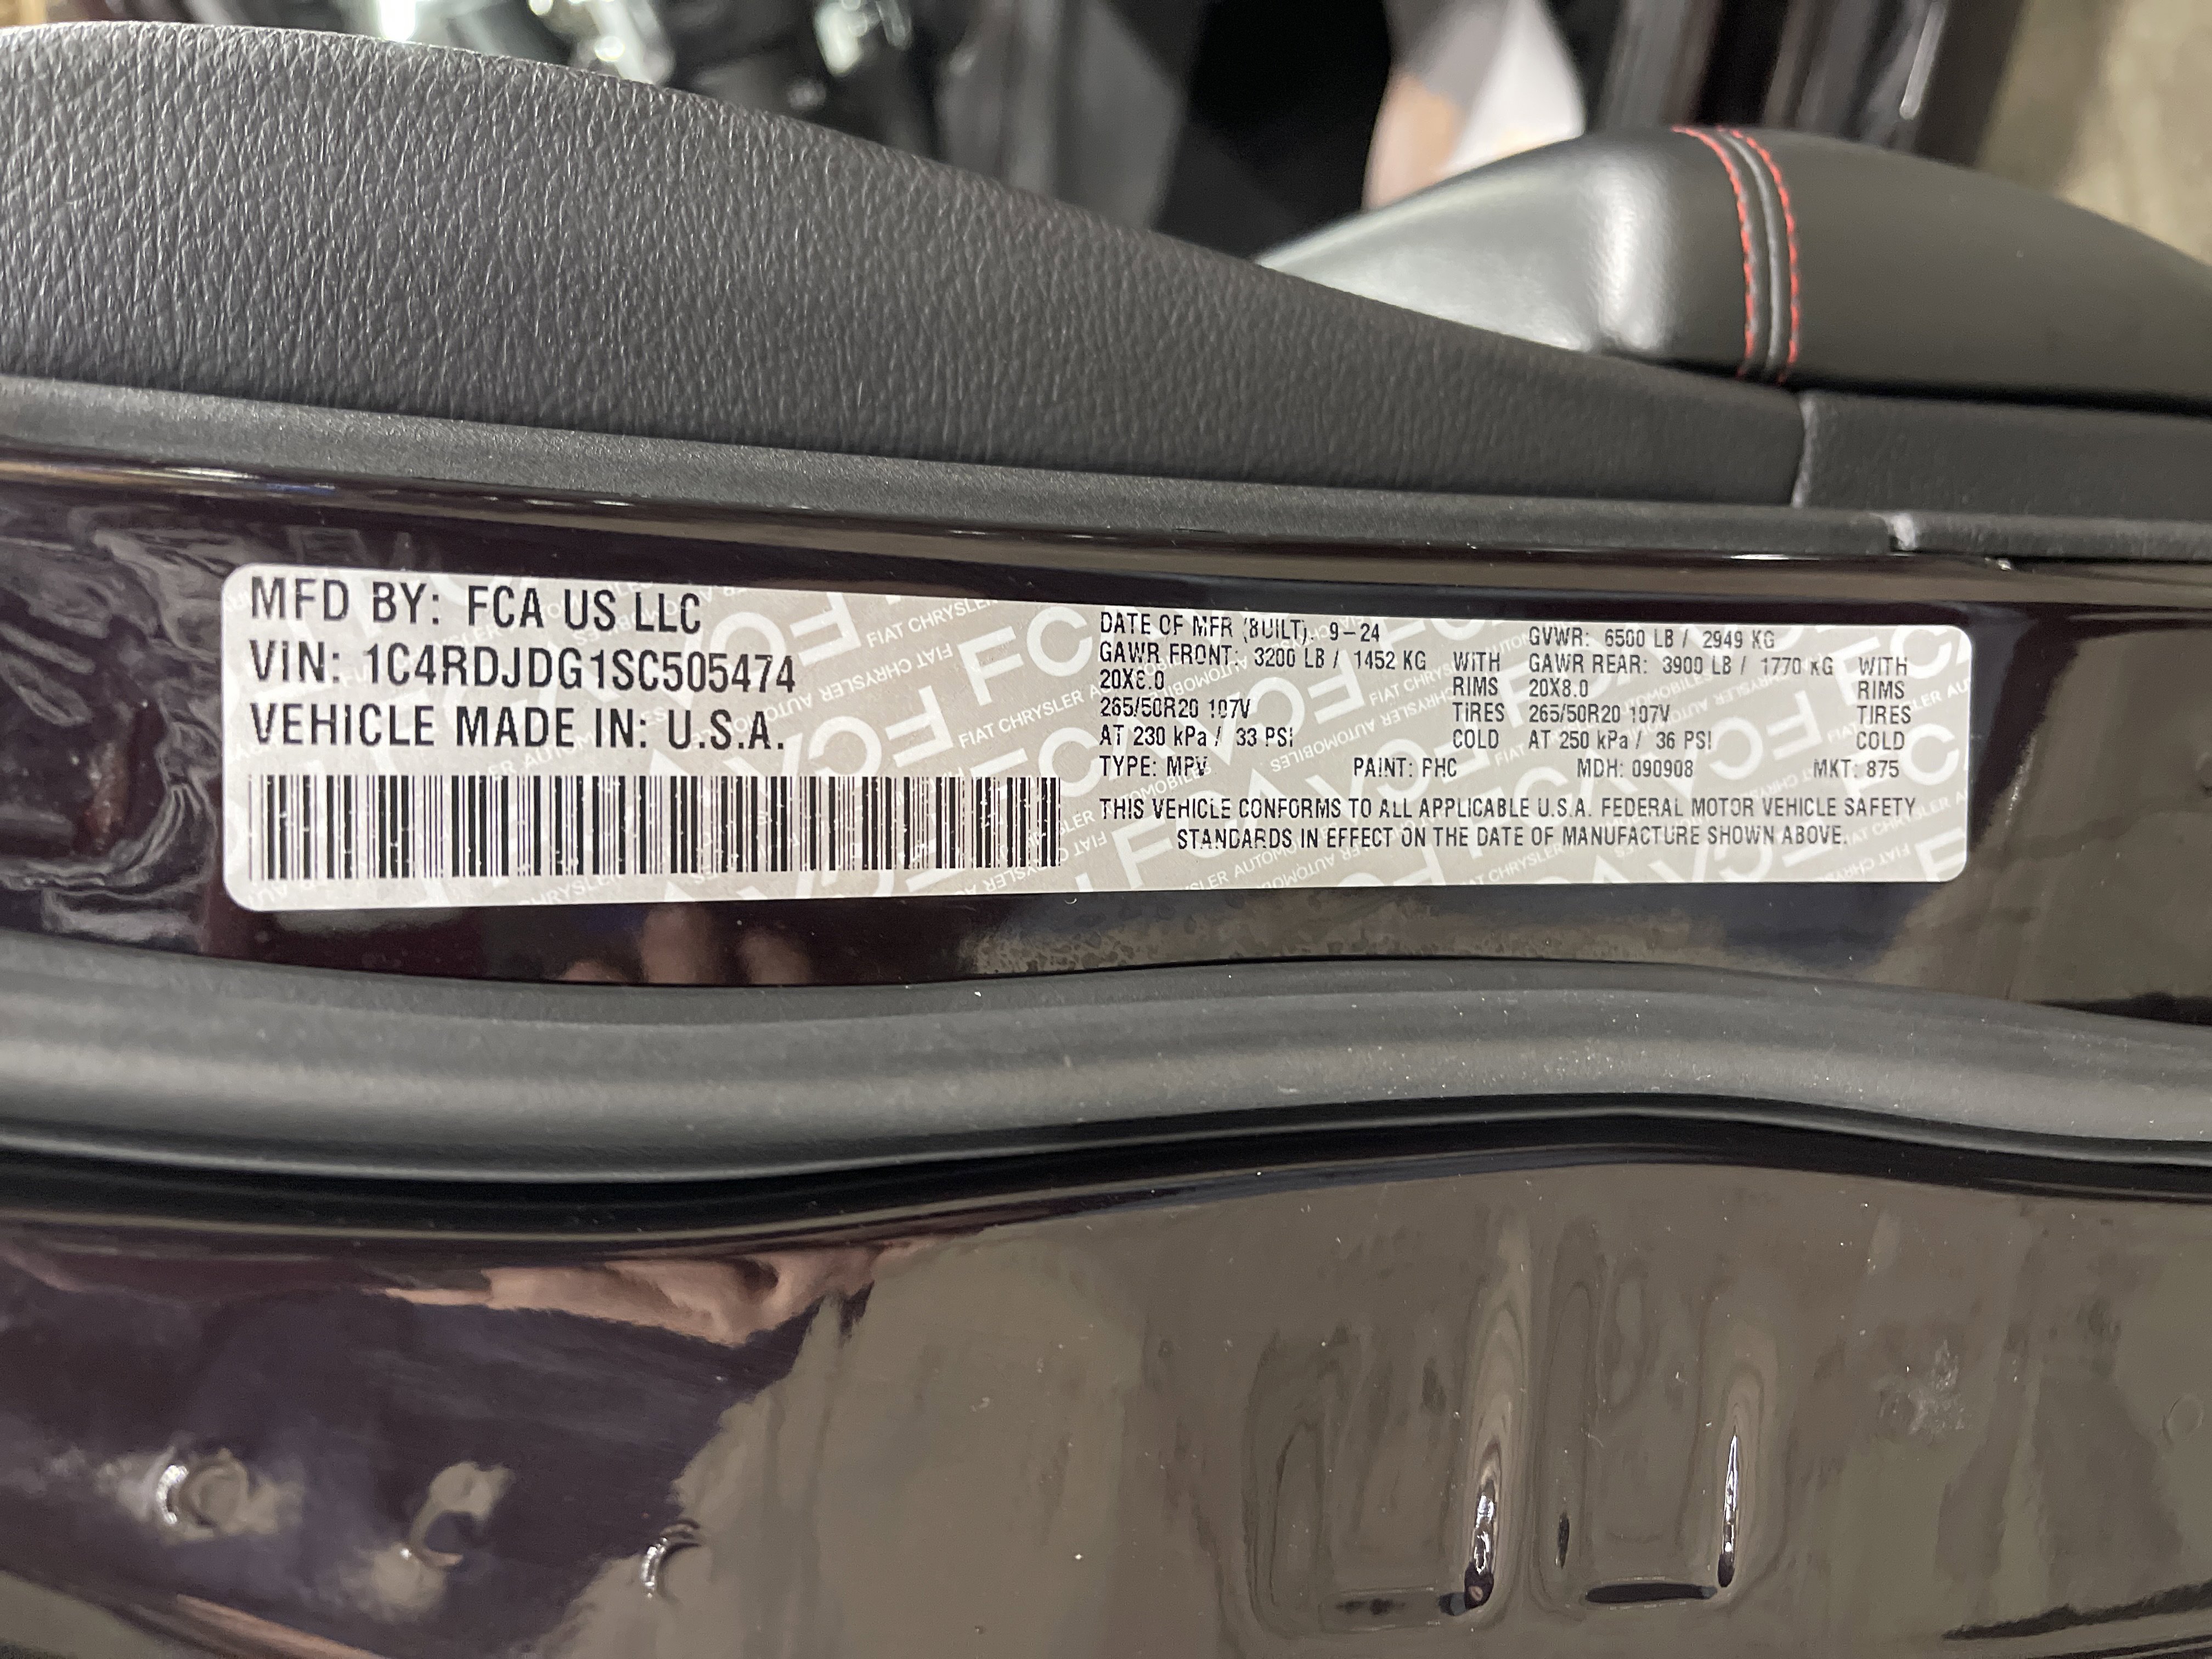 MFD BY: FCA US LLC
VIN: 1C4RDJDG1SC505474
VEHICLE MADE IN: U.S.A.
DATE OF MFR (BUILT). 9-24 GVWR: 6500 LB / 2949 KG
GAWR FRONT: 3200 LB / 1452 KG WITH GAWR REAR: 3900 LB / 1770 KG WITH
20X8.0 RIMS 20X8.0 RIMS
265/50R20 107V TIRES 265/50R20 107V TIRES
AT 230 kPa / 33 PSI COLD AT 250 kPa / 36 PSI COLD
TYPE: MPV PAINT: FHC MDH: 090908 MKT: 875
THIS VEHICLE CONFORMS TO ALL APPLICABLE U.S.A. FEDERAL MOTOR VEHICLE SAFETY
STANDARDS IN EFFECT ON THE DATE OF MANUFACTURE SHOWN ABOVE.